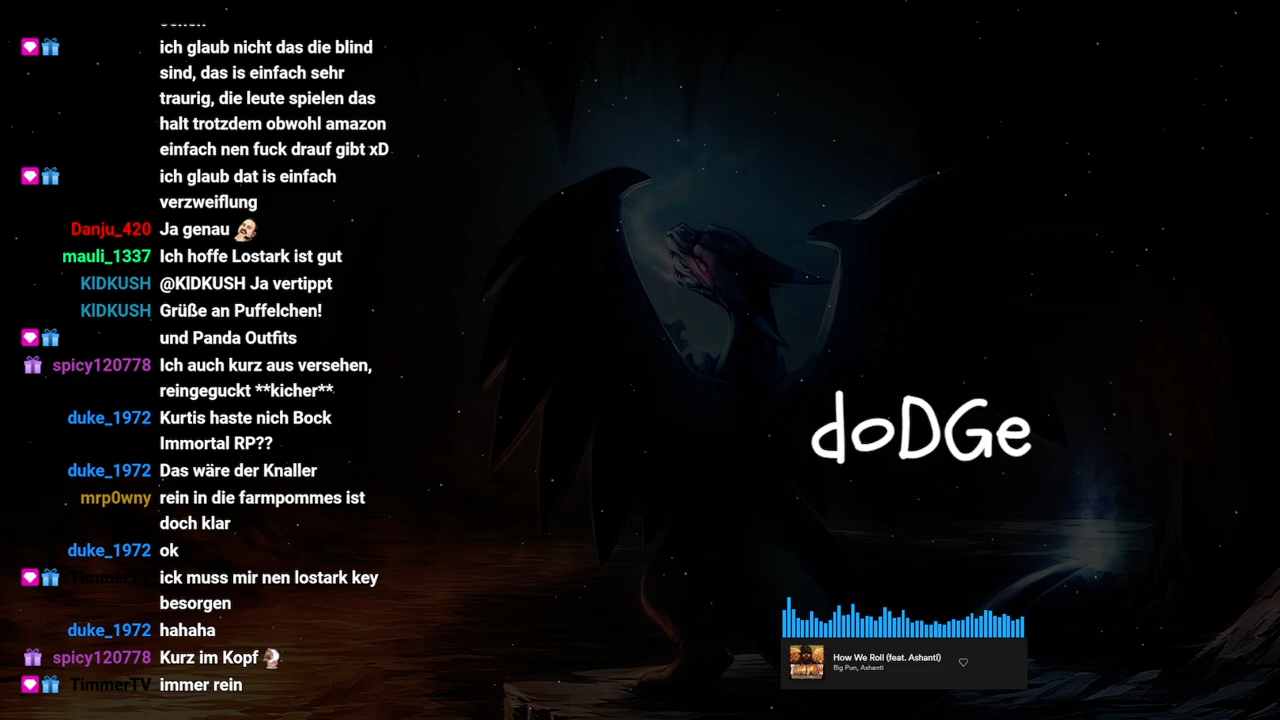 ich glaub nicht das die blind
sind, das is einfach sehr
traurig, die leute spielen das
halt trotzdem obwohl amazon
einfach nen fuck drauf gibt xD
ich glaub dat is einfach
verzweiflung
Danju_420 Ja genau
mauli_1337 Ich hoffe Lostark ist gut
KIDKUSH @KIDKUSH Ja vertippt
KIDKUSH Grüße an Puffelchen!
und Panda Outfits
spicy120778 Ich auch kurz aus versehen,
reingeguckt **kicher**
duke_1972 Kurtis haste nich Bock
Immortal RP??
duke_1972 Das wäre der Knaller
mrp0wny rein in die farmpommes ist
doch klar
duke_1972 ok
TimmerTV ick muss mir nen lostark key
besorgen
duke_1972 hahaha
spicy120778 Kurz im Kopf
TimmerTV immer rein
doDGe
How We Roll (feat. Ashanti)
Big Pun, Ashanti